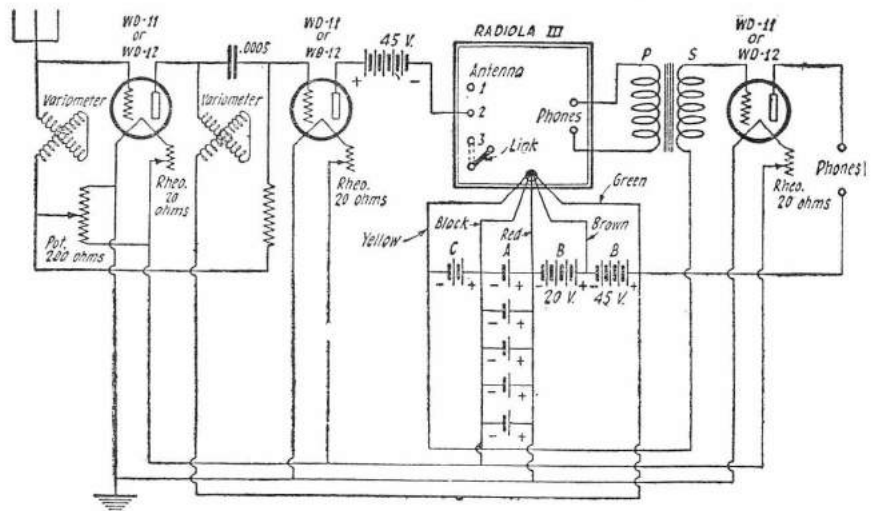 WD-11
or
WD-12
.0005
WD-11
or
WD-12
45 V.
+ -
RADIOLA III
Antenna
1
2
3
Link
Phones
P S
WD-11
or
WD-12
Variometer
Variometer
Rheo.
20 ohms
Rheo.
20 ohms
Rheo.
20 ohms
Phones
Pot.
200 ohms
Yellow
Black
Red
Green
Brown
C A B B
- + - + - + - +
20 V. 45 V.
- +
- +
- +
- +